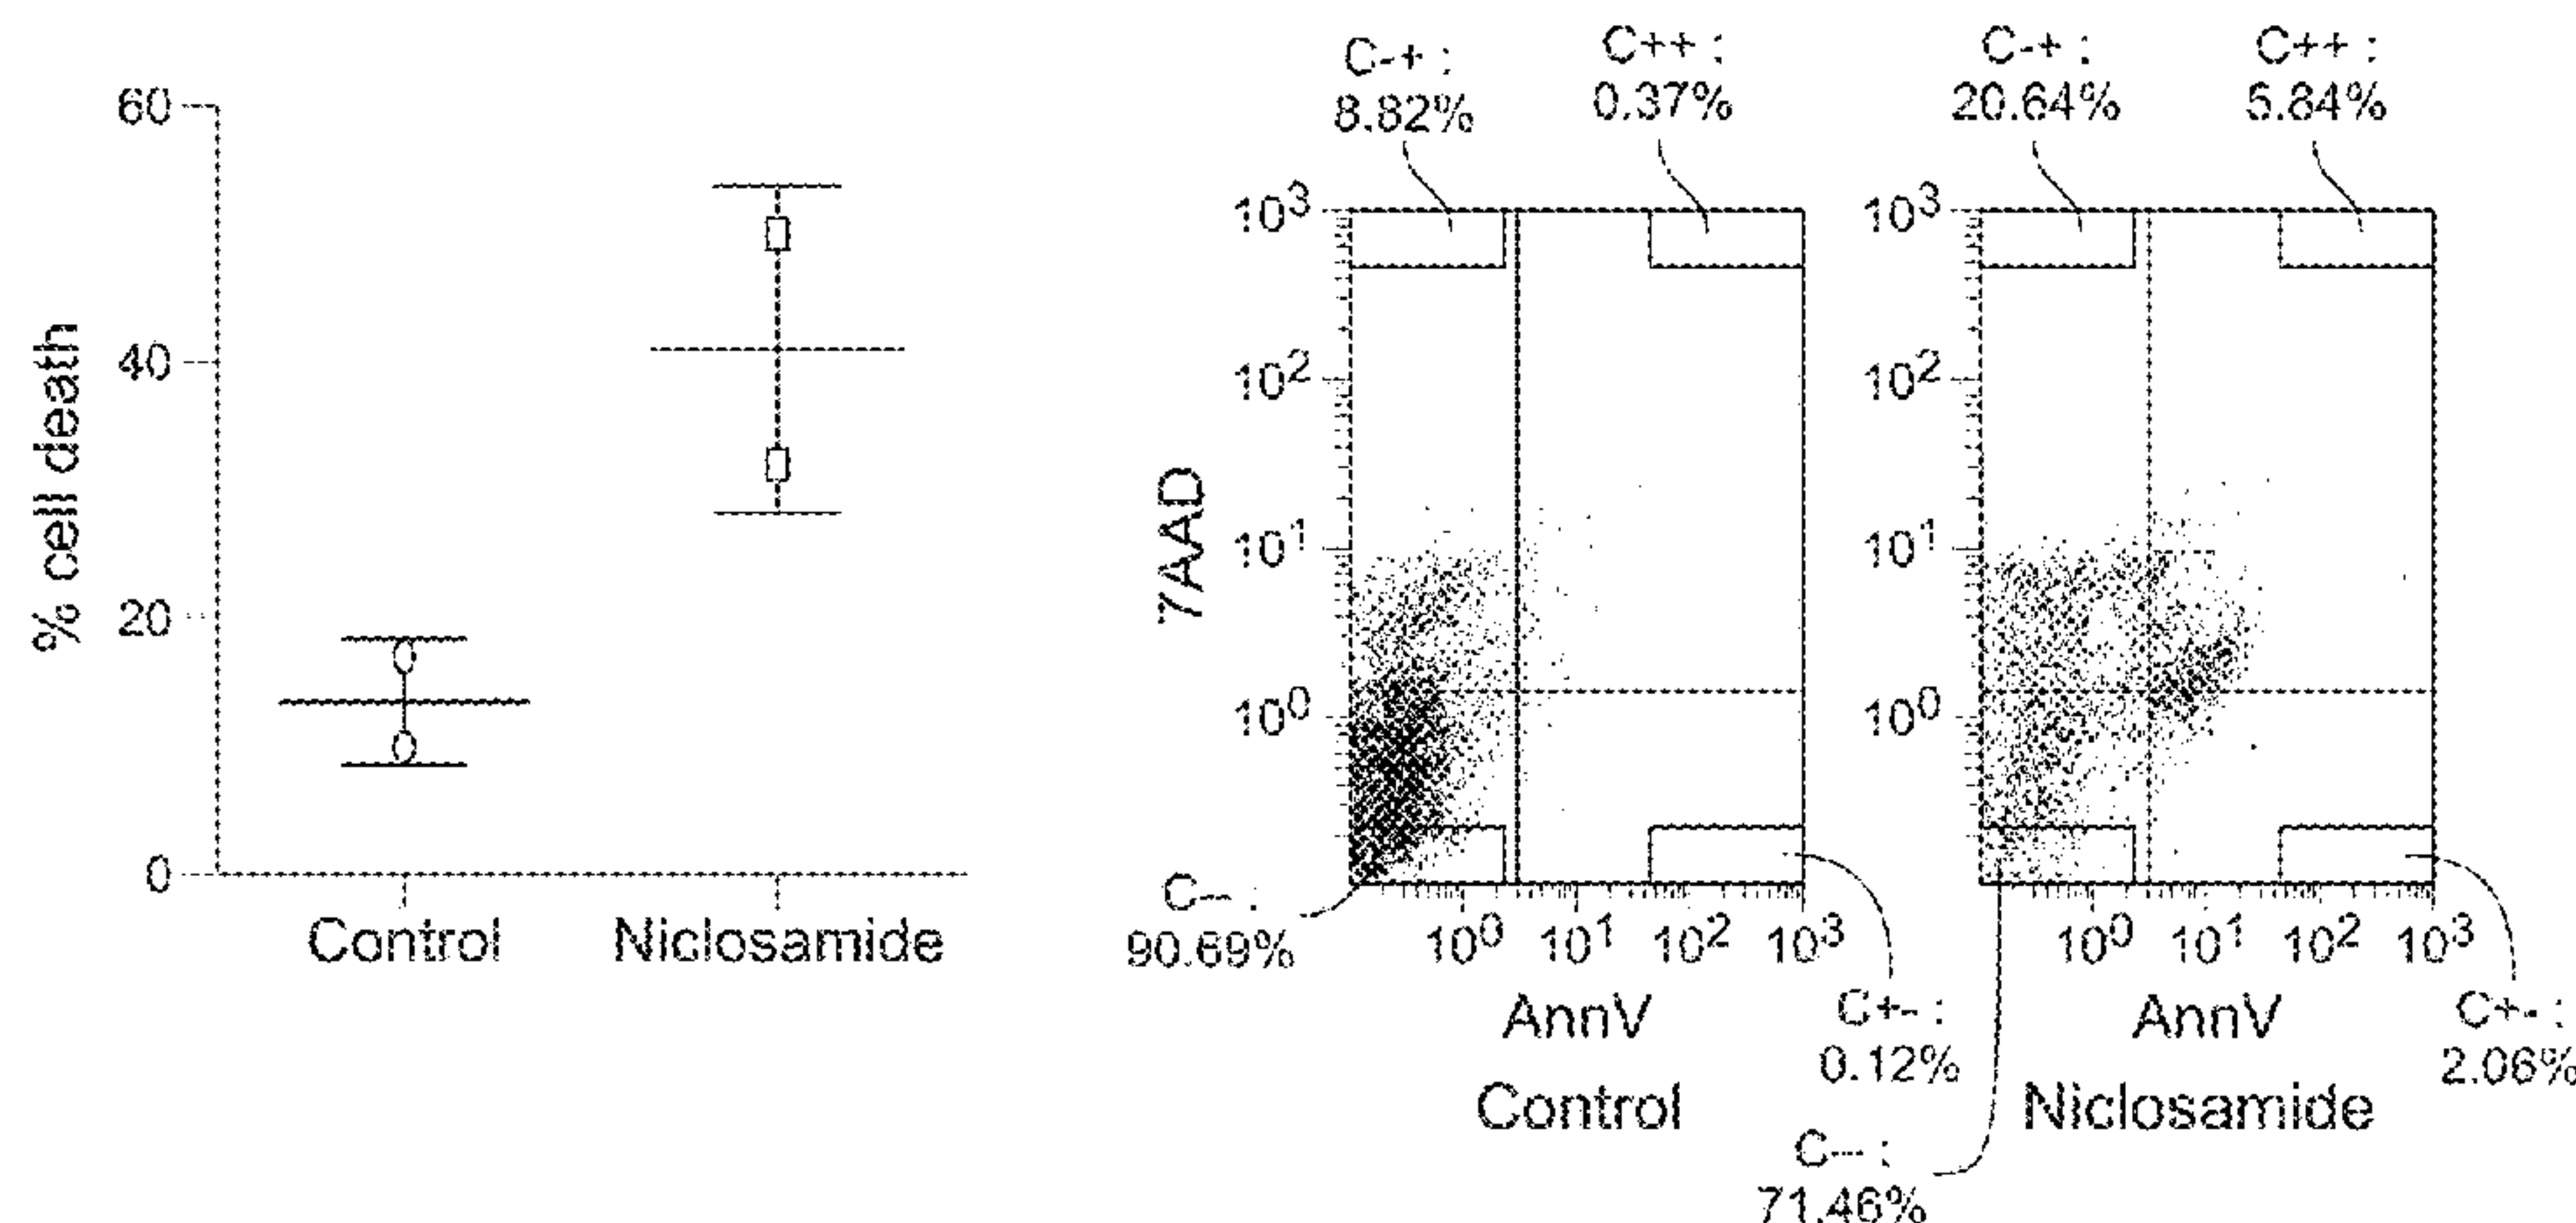 % cell death
60
40
20
0
Control
Niclosamide
C-+ :
8.82%
C++ :
0.37%
7AAD
10³
10²
10¹
10⁰
C-- :
90.69%
10⁰ 10¹ 10² 10³
AnnV
Control
C+- :
0.12%
C-+ :
20.64%
C++ :
5.84%
10³
10²
10¹
10⁰
10⁰ 10¹ 10² 10³
AnnV
Niclosamide
C-- :
71.46%
C+- :
2.06%